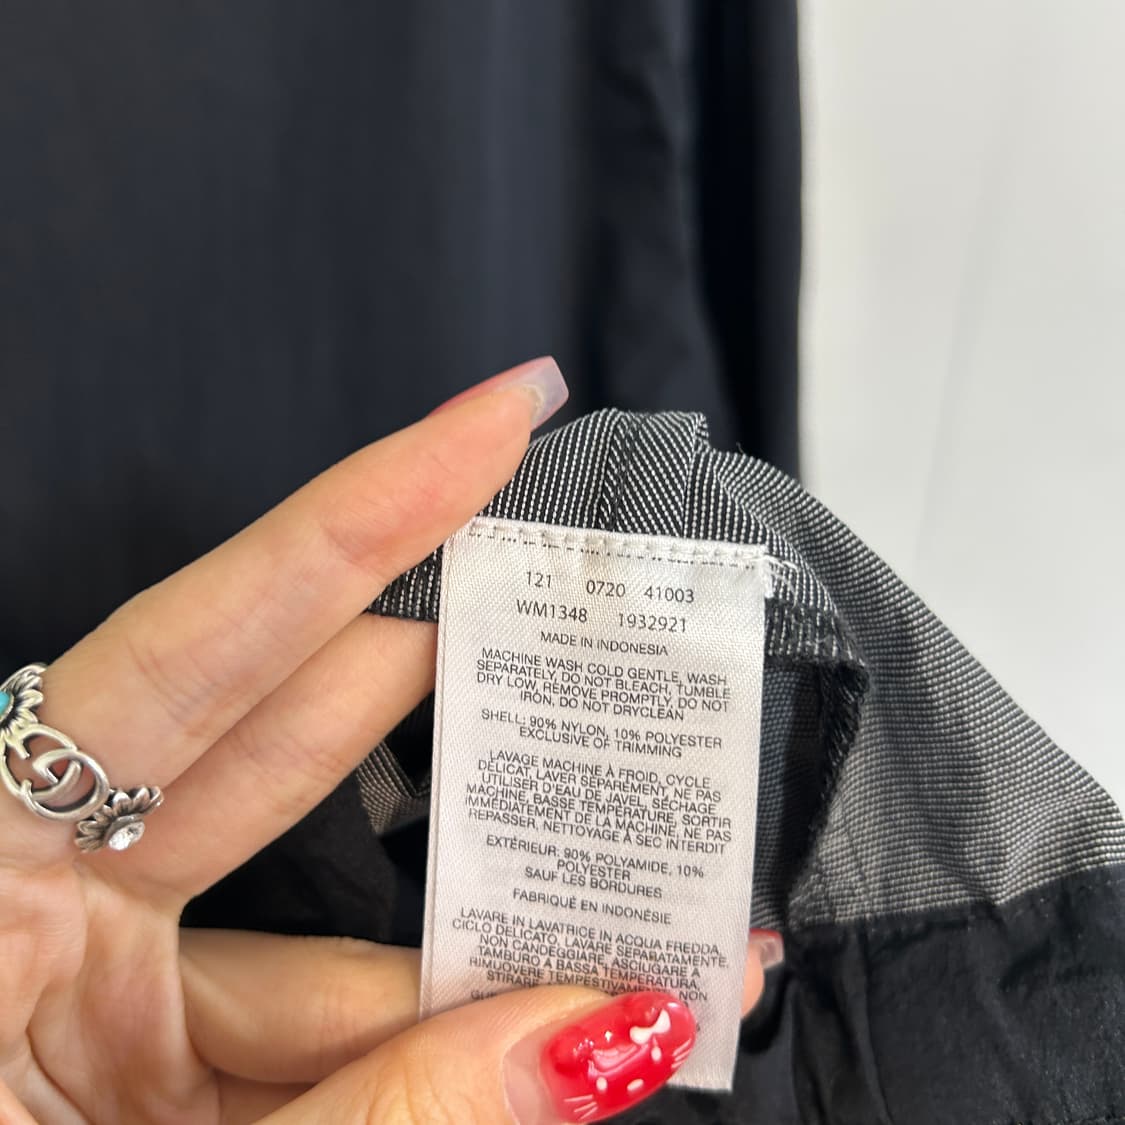 121 0720 41003
WM1348 1932921
MADE IN INDONESIA
MACHINE WASH COLD GENTLE, WASH
SEPARATELY, DO NOT BLEACH, TUMBLE
DRY LOW, REMOVE PROMPTLY, DO NOT
IRON, DO NOT DRYCLEAN
SHELL: 90% NYLON, 10% POLYESTER
EXCLUSIVE OF TRIMMING
LAVAGE MACHINE À FROID, CYCLE
DÉLICAT, LAVER SÉPARÉMENT, NE PAS
UTILISER D'EAU DE JAVEL, SÉCHAGE
MACHINE, BASSE TEMPÉRATURE, SORTIR
IMMÉDIATEMENT DE LA MACHINE, NE PAS
REPASSER, NETTOYAGE À SEC INTERDIT
EXTÉRIEUR: 90% POLYAMIDE, 10%
POLYESTER
SAUF LES BORDURES
FABRIQUÉ EN INDONÉSIE
LAVARE IN LAVATRICE IN ACQUA FREDDA,
CICLO DELICATO, LAVARE SEPARATAMENTE,
NON CANDEGGIARE, ASCIUGARE A
TAMBURO A BASSA TEMPERATURA,
RIMUOVERE TEMPESTIVAMENTE, NON
STIRARE,